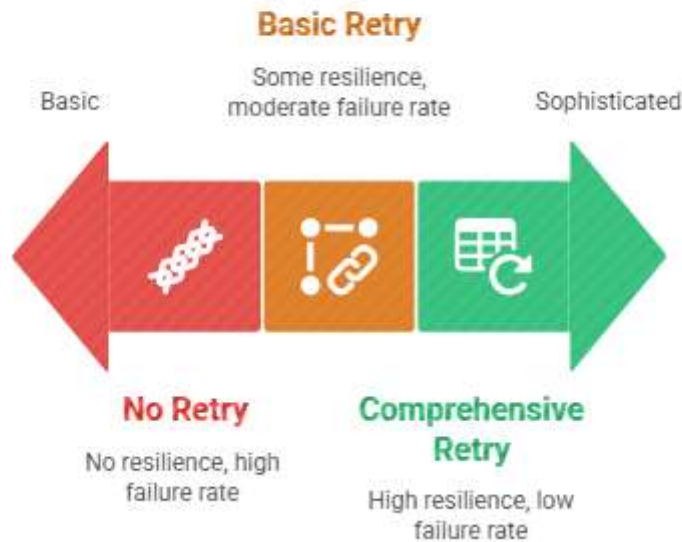 Basic Retry
Some resilience,
moderate failure rate
Basic
Sophisticated
No Retry
No resilience, high
failure rate
Comprehensive
Retry
High resilience, low
failure rate